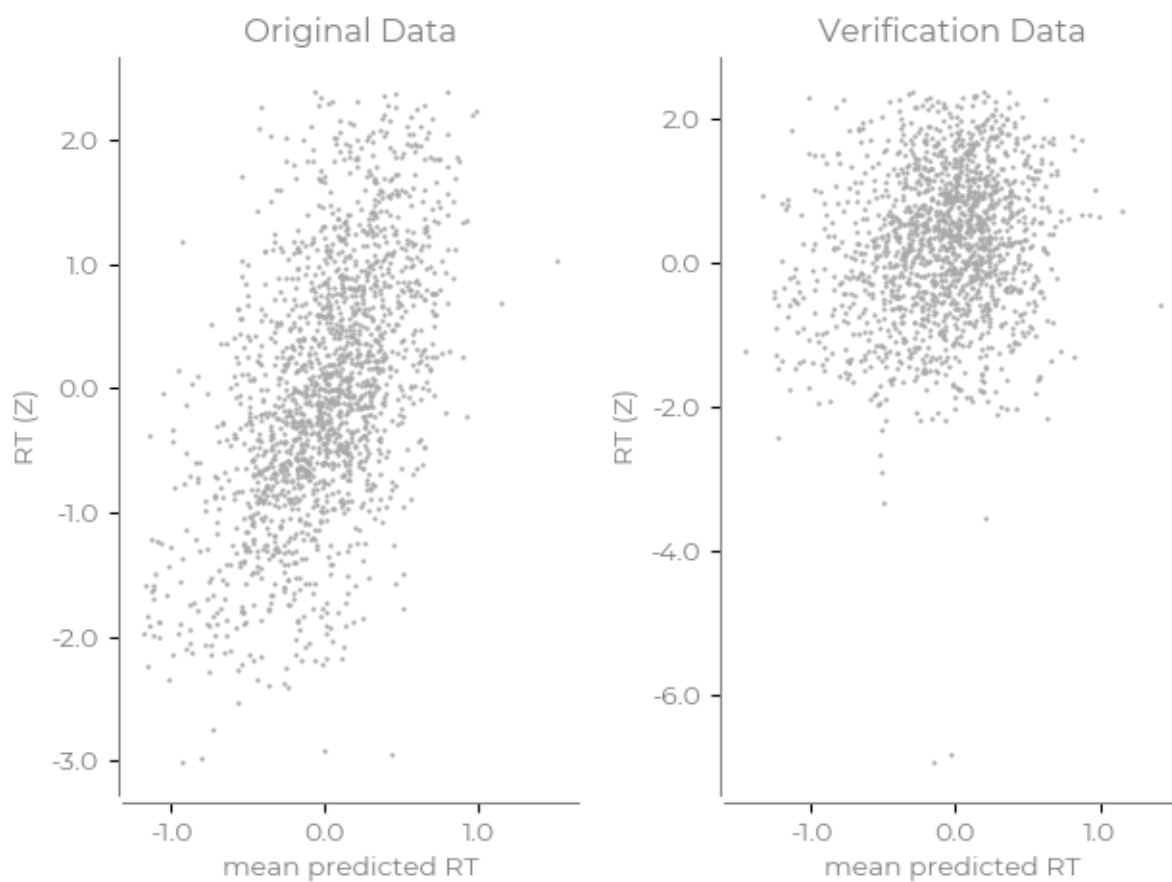 Original Data
2.0
1.0
0.0
-1.0
-2.0
-3.0
RT (Z)
-1.0 0.0 1.0
mean predicted RT
Verification Data
2.0
0.0
-2.0
-4.0
-6.0
RT (Z)
-1.0 0.0 1.0
mean predicted RT